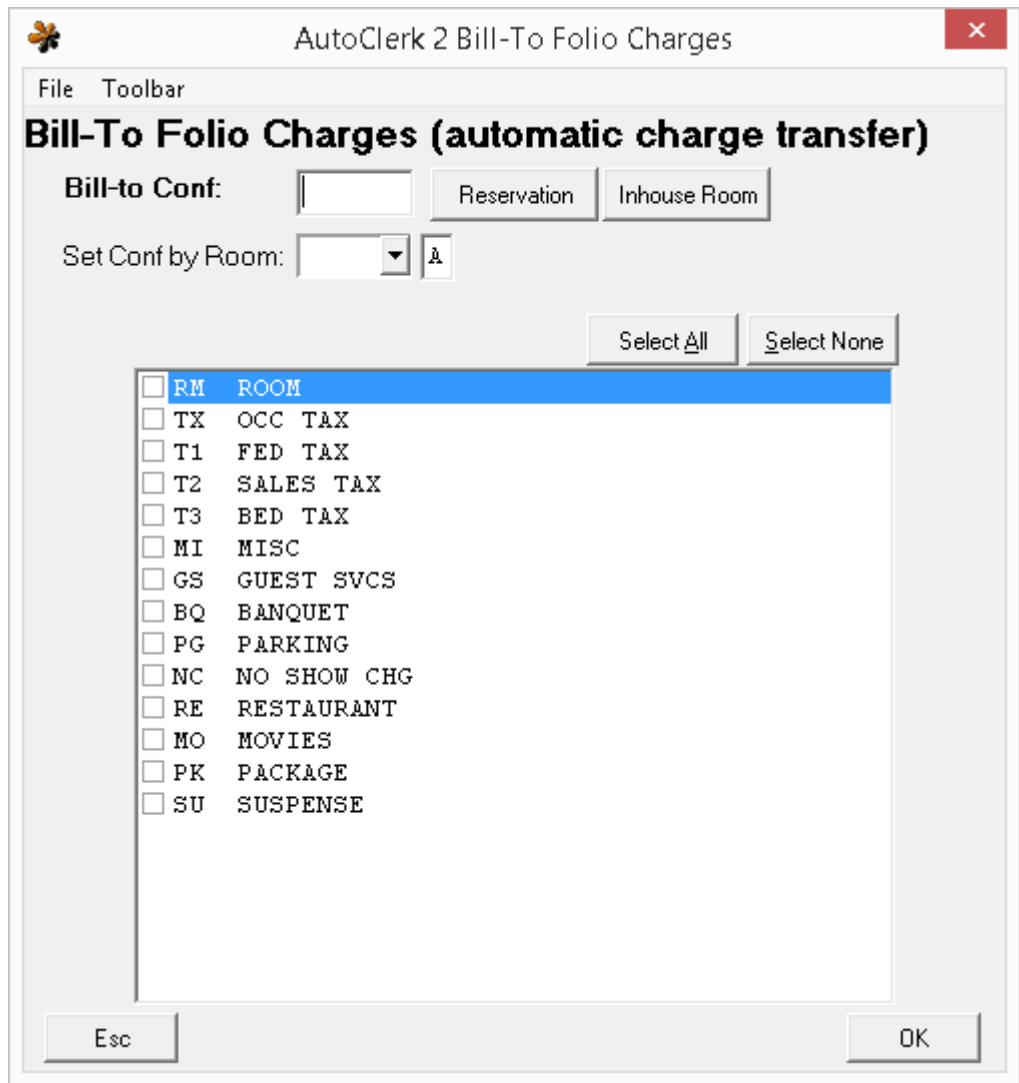 AutoClerk 2 Bill-To Folio Charges
File Toolbar
Bill-To Folio Charges (automatic charge transfer)
Bill-to Conf: Reservation Inhouse Room
Set Conf by Room: A
Select All Select None
RM ROOM
TX OCC TAX
T1 FED TAX
T2 SALES TAX
T3 BED TAX
MI MISC
GS GUEST SVCS
BQ BANQUET
PG PARKING
NC NO SHOW CHG
RE RESTAURANT
MO MOVIES
PK PACKAGE
SU SUSPENSE
Esc OK